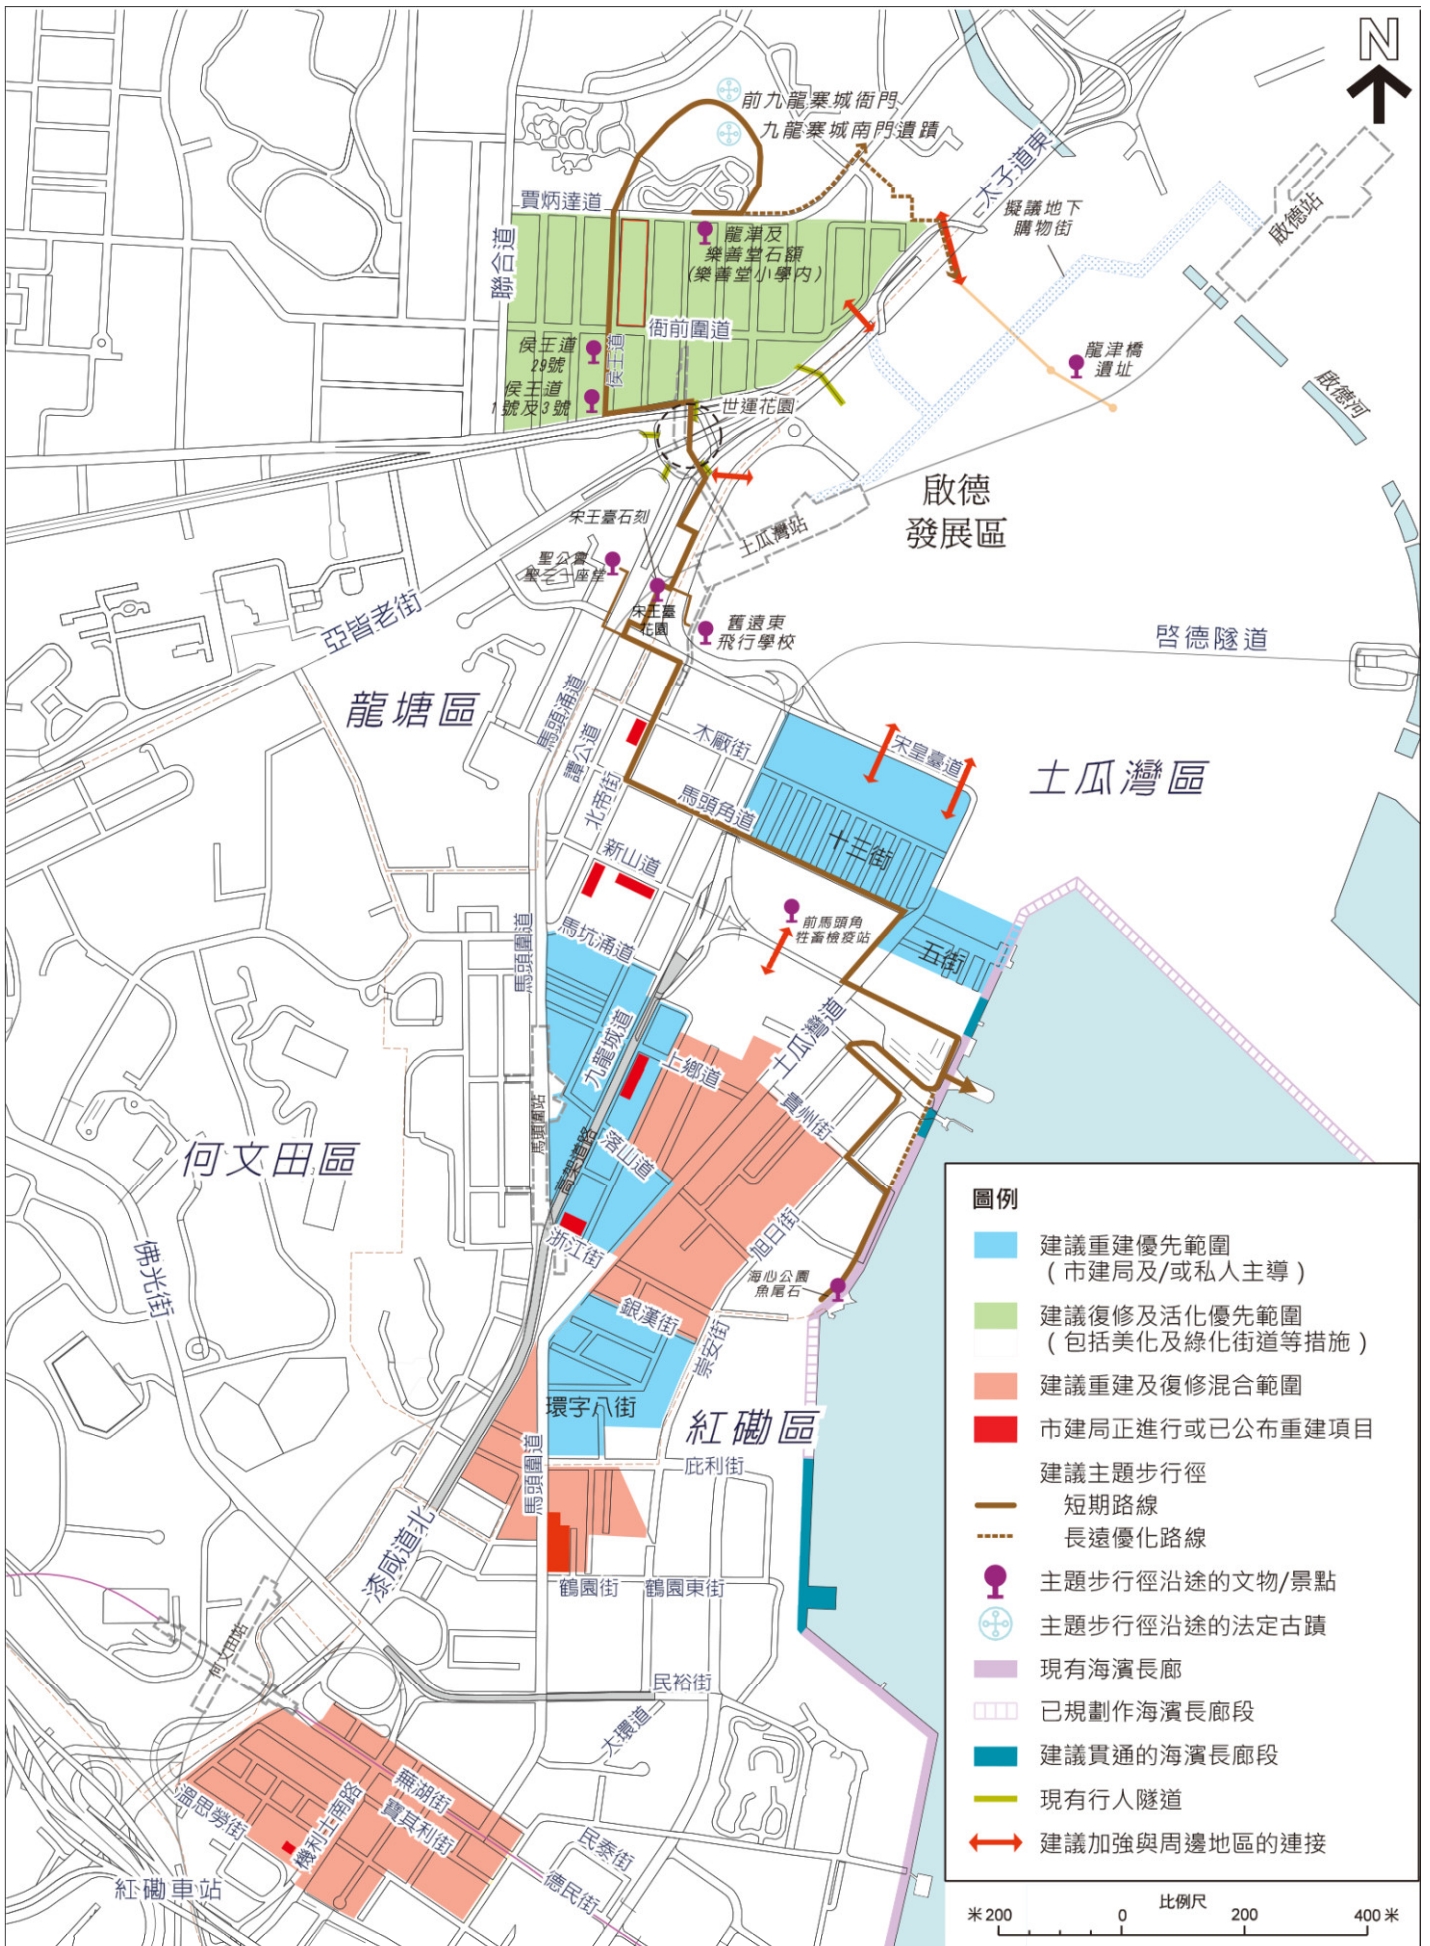 N
前九龍寨城衙門
九龍寨城南門遺蹟
太子道東
擬議地下
購物街
啟德站
賈炳達道
龍津及
樂善堂石額
(樂善堂小學內)
聯合道
衙前圍道
侯王道
29號
侯王道
侯王道
1號及3號
世運花園
龍津橋
遺址
啟德河
啟德
發展區
宋王臺石刻
土瓜灣站
聖公會
聖三一座堂
宋王臺
花園
舊遠東
飛行學校
亞皆老街
啓德隧道
龍塘區
馬頭涌道
譚公道
北帝街
木廠街
宋皇臺道
土瓜灣區
馬頭角道
十三街
新山道
前馬頭角
牲畜檢疫站
五街
馬坑涌道
馬頭圍道
九龍城道
土瓜灣道
上鄉道
貴州街
馬頭圍站
高架道路
落山道
何文田區
浙江街
旭日街
佛光街
海心公園
魚尾石
銀漢街
崇安街
環字八街
紅磡區
庇利街
馬頭圍道
漆咸道北
鶴園街
鶴園東街
何文田站
民裕街
大環道
蕪湖街
寶其利街
溫思勞街
機利士南路
民泰街
德民街
紅磡車站
圖例
建議重建優先範圍
(市建局及/或私人主導)
建議復修及活化優先範圍
(包括美化及綠化街道等措施)
建議重建及復修混合範圍
市建局正進行或已公布重建項目
建議主題步行徑
短期路線
長遠優化路線
主題步行徑沿途的文物/景點
主題步行徑沿途的法定古蹟
現有海濱長廊
已規劃作海濱長廊段
建議貫通的海濱長廊段
現有行人隧道
建議加強與周邊地區的連接
比例尺
米 200 0 200 400 米